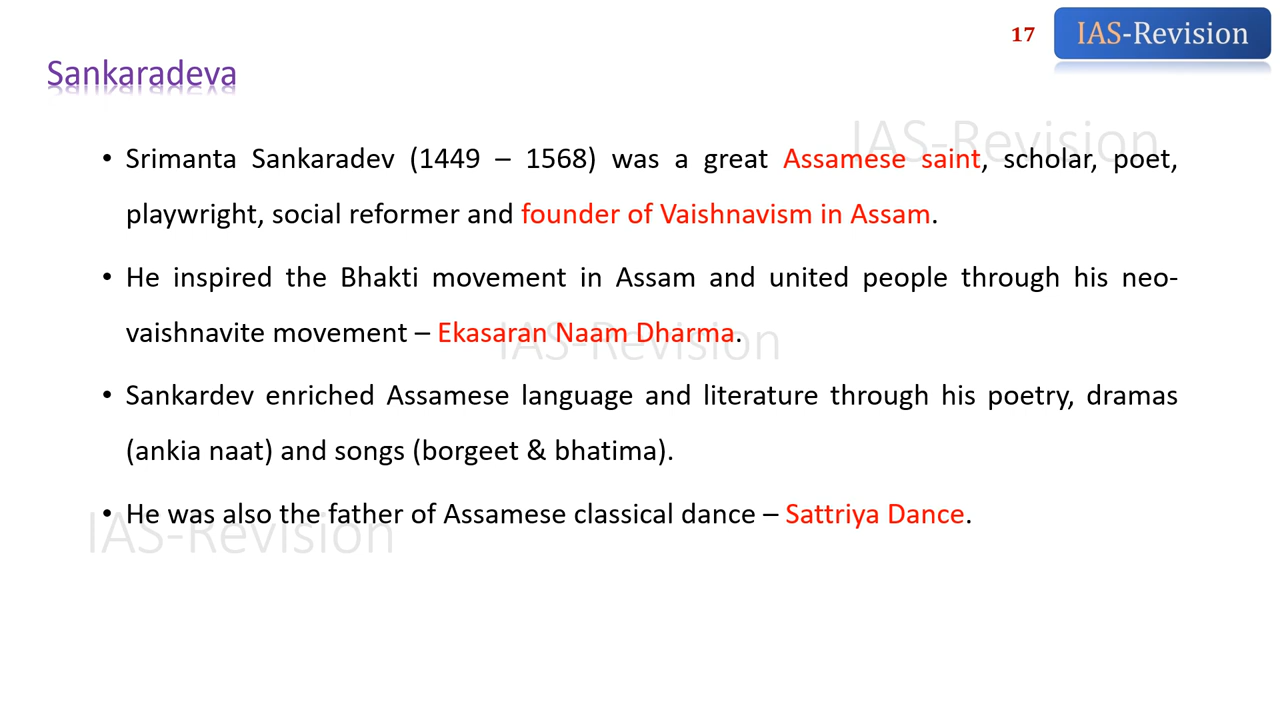 17
IAS-Revision
Sankaradeva
IAS-Revision
• Srimanta Sankaradev (1449 – 1568) was a great Assamese saint, scholar, poet,
playwright, social reformer and founder of Vaishnavism in Assam.
• He inspired the Bhakti movement in Assam and united people through his neo-
vaishnavite movement – Ekasaran Naam Dharma.
IAS-Revision
• Sankardev enriched Assamese language and literature through his poetry, dramas
(ankia naat) and songs (borgeet & bhatima).
• He was also the father of Assamese classical dance – Sattriya Dance.
IAS-Revision